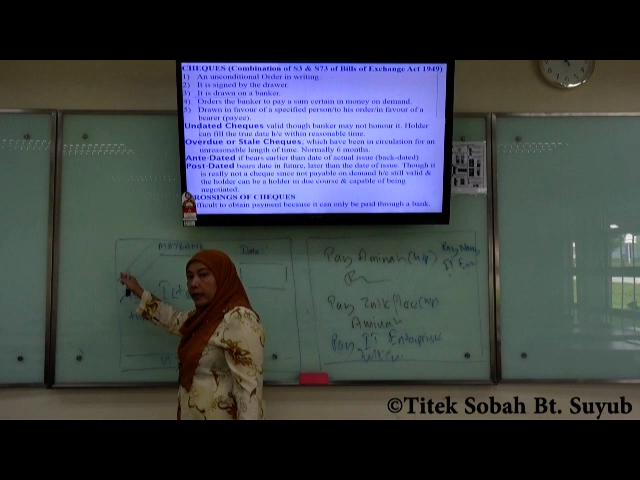 CHEQUES (Combination of S3 & S73 of Bills of Exchange Act 1949)
1) An unconditional Order in writing
2) It is signed by the drawer.
3) It is drawn on a banker.
4) Orders the banker to pay a sum certain in money on demand.
5) Drawn in favour of a specified person/to his order/in favour of a
bearer (payee).
Undated Cheques valid though banker may not honour it. Holder
can fill the true date h/e within reasonable time.
Overdue or Stale Cheques; which have been in circulation for an
unreasonable length of time. Normally 6 months.
Ante-Dated if bears earlier than date of actual issue (back-dated)
Post-Dated bears date in future, later than the date of issue. Though it
is really not a cheque since not payable on demand h/e still valid &
the holder can be a holder in due course & capable of being
negotiated.
ROSSINGS OF CHEQUES
fficult to obtain payment because it can only be paid through a bank.
MAYBANK
Date:
Pay Aminah
Pay
Aminah
Pay IT Enterprise
©Titek Sobah Bt. Suyub